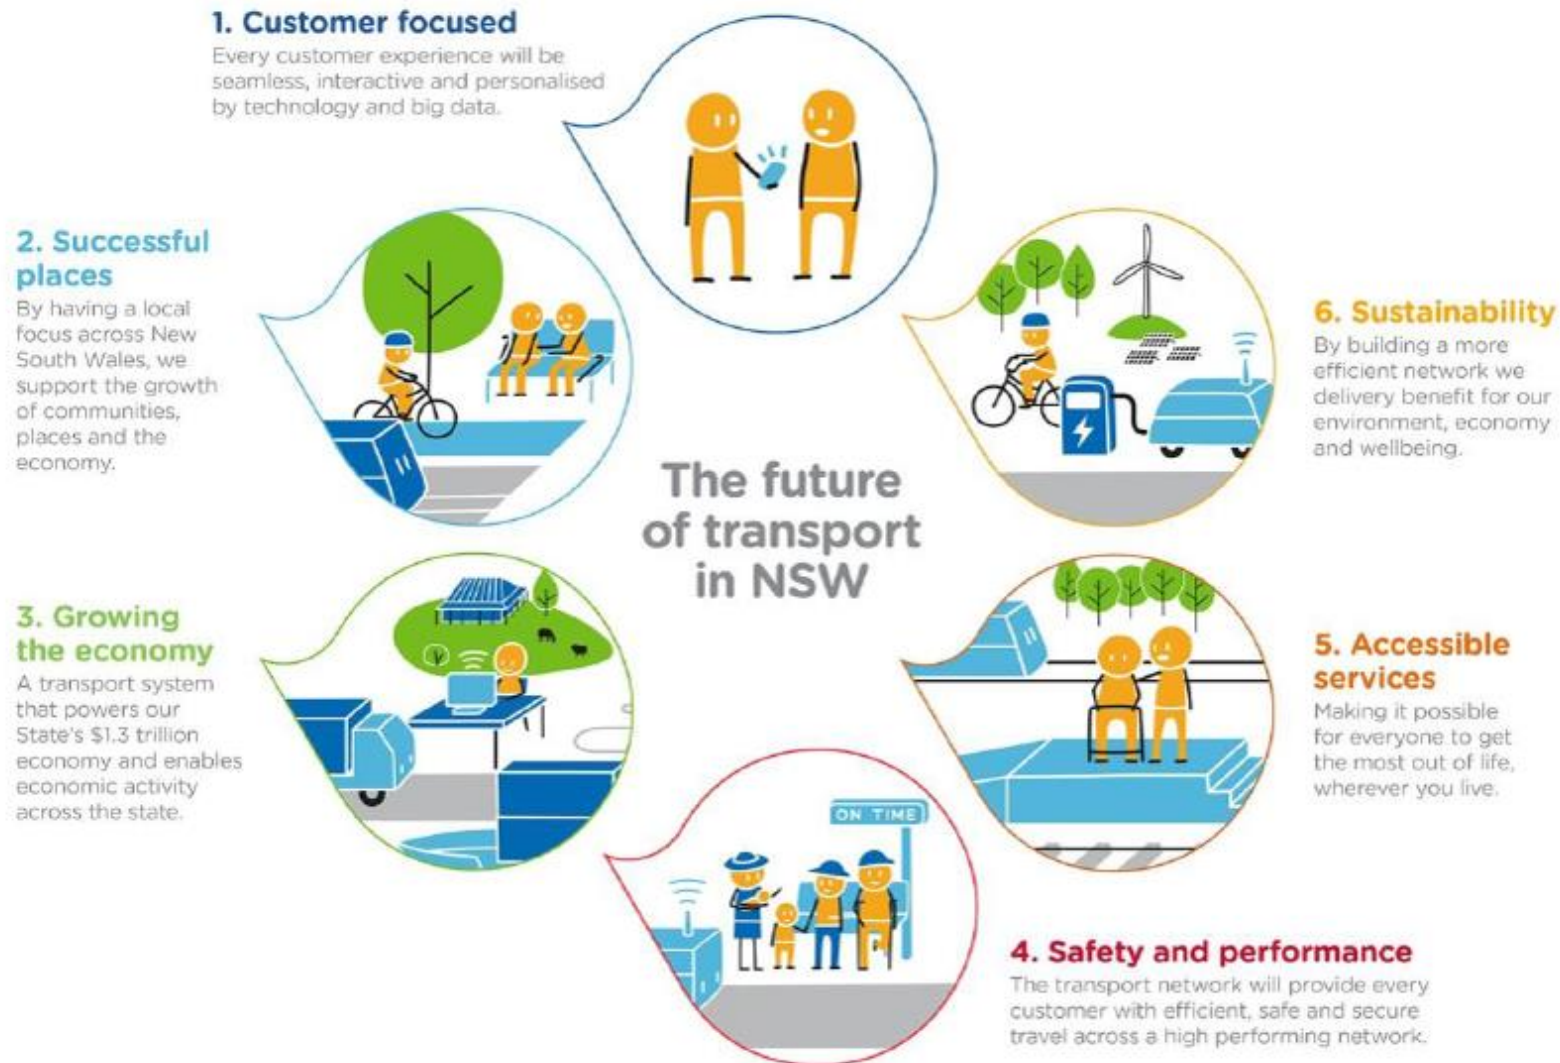 1. Customer focused
Every customer experience will be
seamless, interactive and personalised
by technology and big data.
2. Successful
places
By having a local
focus across New
South Wales, we
support the growth
of communities,
places and the
economy.
3. Growing
the economy
A transport system
that powers our
State's $1.3 trillion
economy and enables
economic activity
across the state.
The future
of transport
in NSW
6. Sustainability
By building a more
efficient network we
delivery benefit for our
environment, economy
and wellbeing.
5. Accessible
services
Making it possible
for everyone to get
the most out of life,
wherever you live.
ON TIME
4. Safety and performance
The transport network will provide every
customer with efficient, safe and secure
travel across a high performing network.